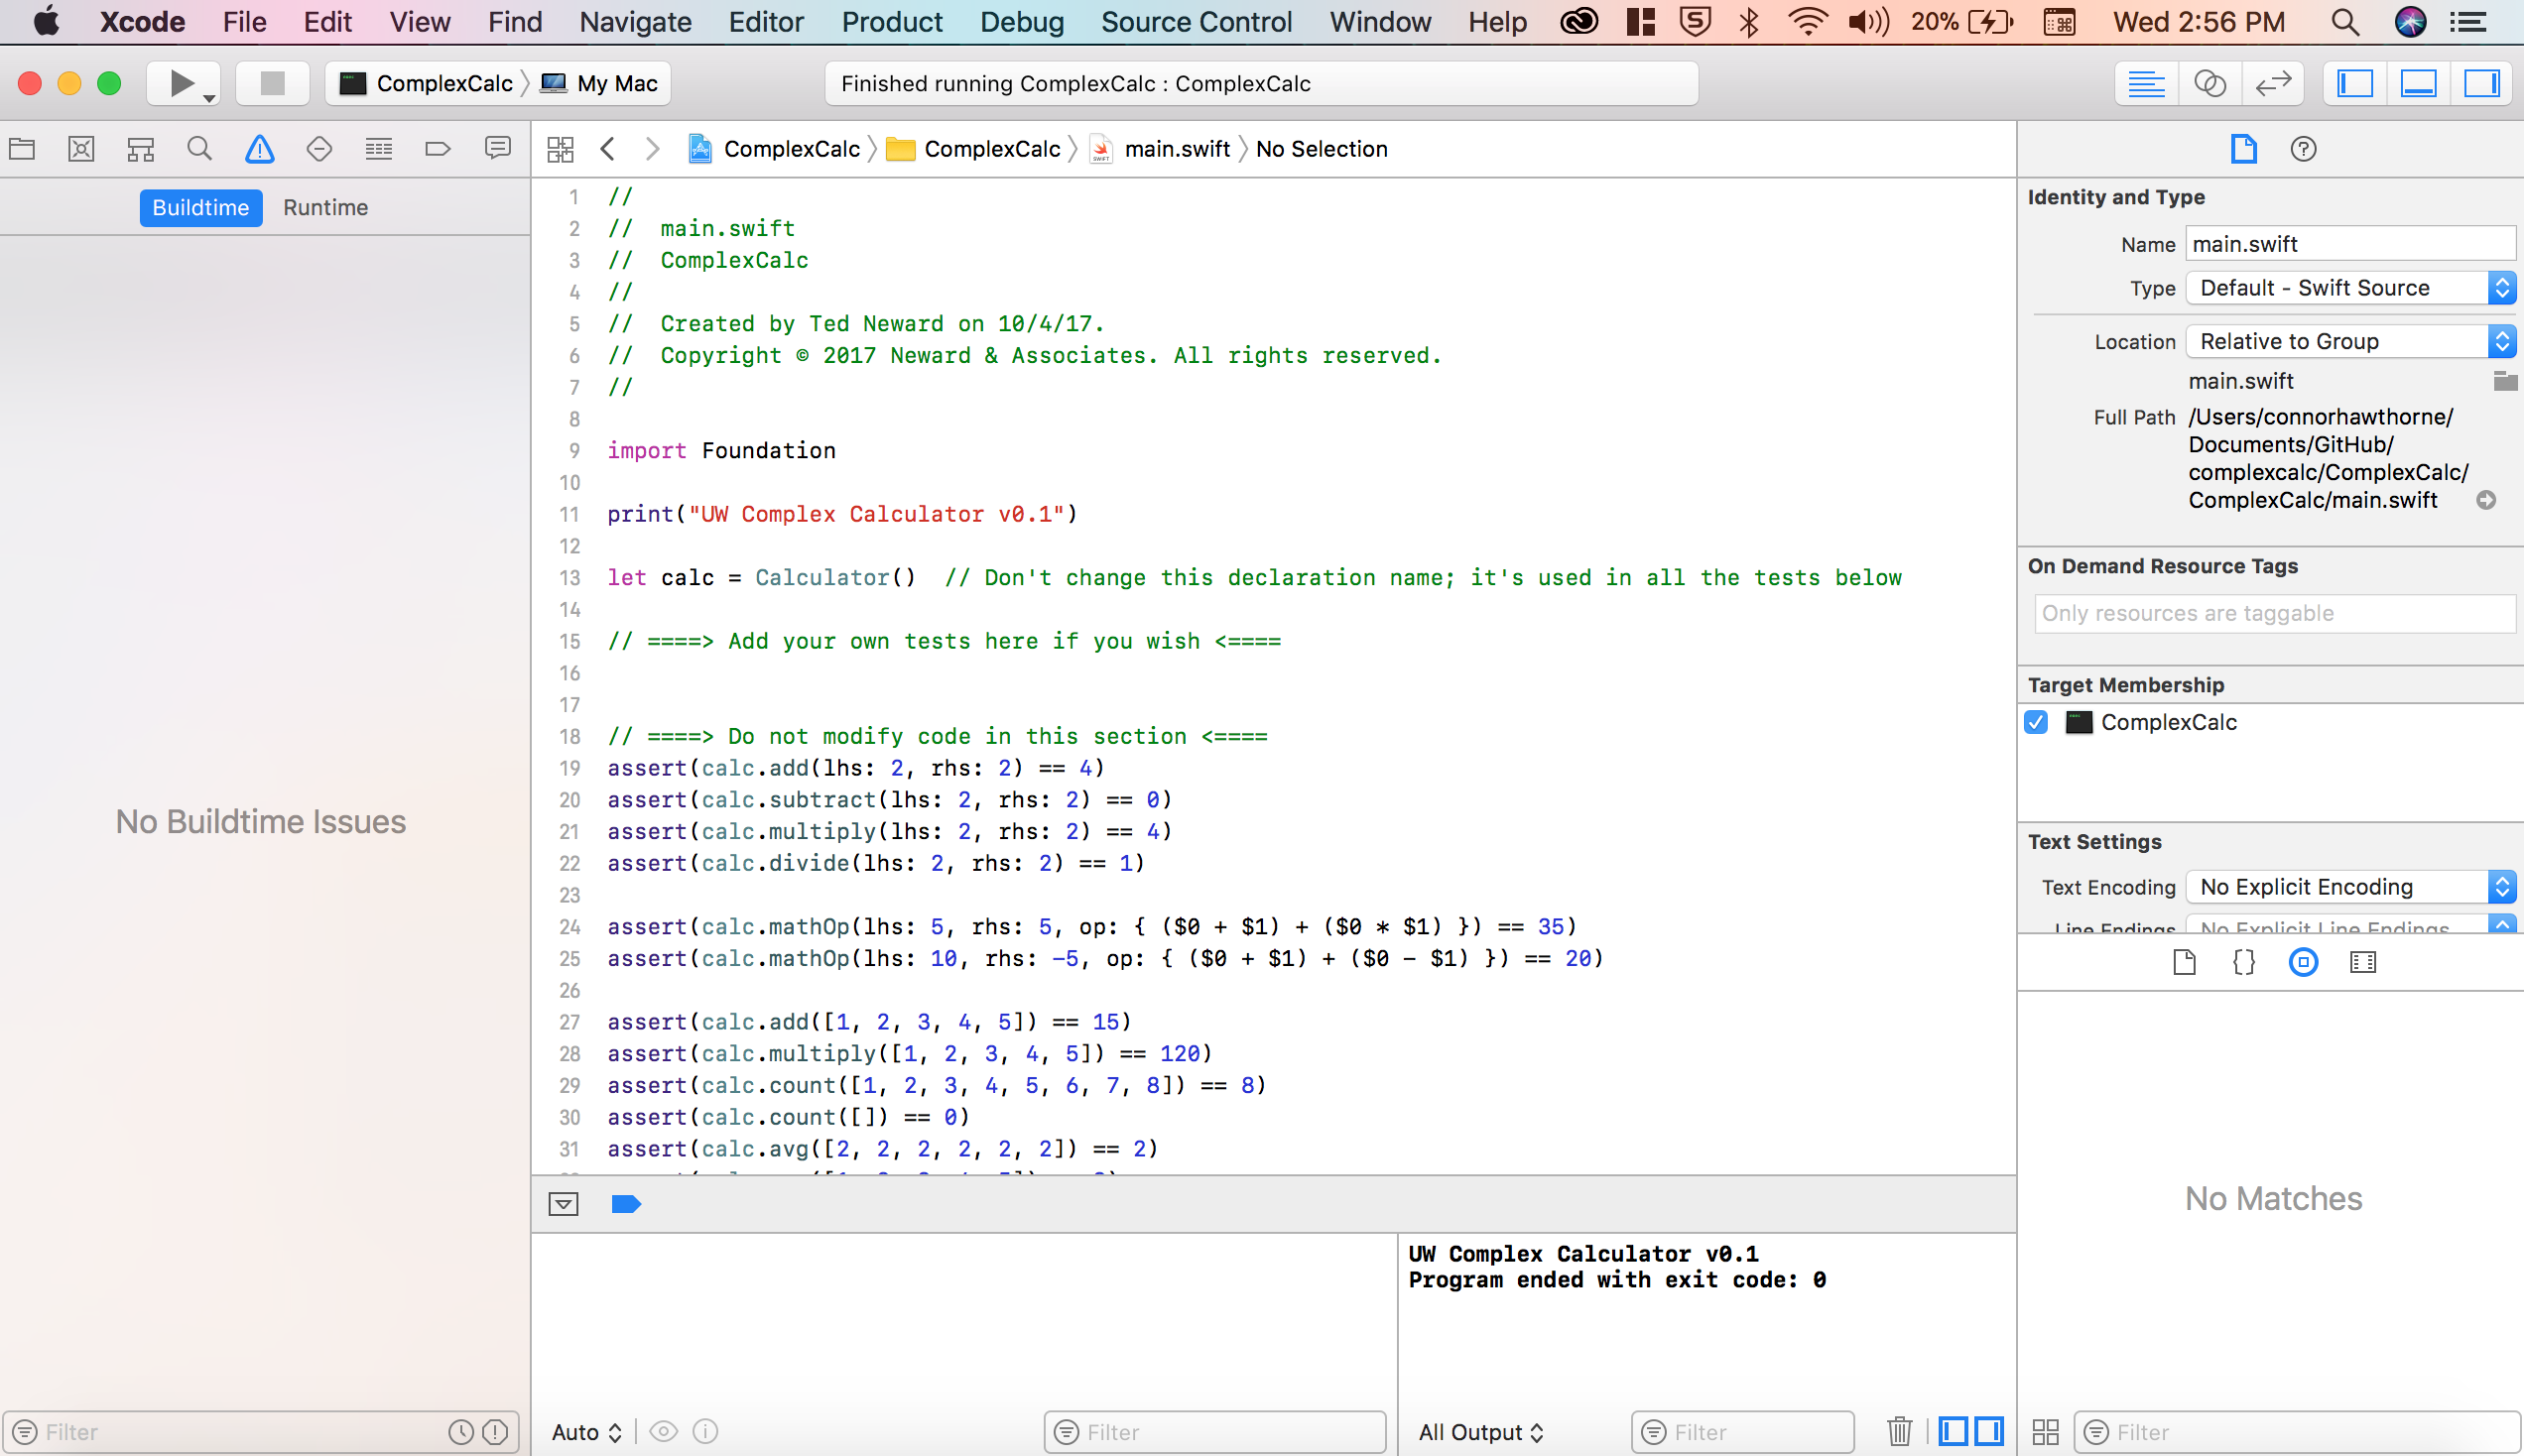 Xcode File Edit View Find Navigate Editor Product Debug Source Control Window Help 20% Wed 2:56 PM
ComplexCalc My Mac
Finished running ComplexCalc : ComplexCalc
ComplexCalc ComplexCalc main.swift No Selection
Buildtime Runtime
No Buildtime Issues
Filter
1 //
2 // main.swift
3 // ComplexCalc
4 //
5 // Created by Ted Neward on 10/4/17.
6 // Copyright © 2017 Neward & Associates. All rights reserved.
7 //
8
9 import Foundation
10
11 print("UW Complex Calculator v0.1")
12
13 let calc = Calculator() // Don't change this declaration name; it's used in all the tests below
14
15 // ====> Add your own tests here if you wish <====
16
17
18 // ====> Do not modify code in this section <====
19 assert(calc.add(lhs: 2, rhs: 2) == 4)
20 assert(calc.subtract(lhs: 2, rhs: 2) == 0)
21 assert(calc.multiply(lhs: 2, rhs: 2) == 4)
22 assert(calc.divide(lhs: 2, rhs: 2) == 1)
23
24 assert(calc.mathOp(lhs: 5, rhs: 5, op: { ($0 + $1) + ($0 * $1) }) == 35)
25 assert(calc.mathOp(lhs: 10, rhs: -5, op: { ($0 + $1) + ($0 - $1) }) == 20)
26
27 assert(calc.add([1, 2, 3, 4, 5]) == 15)
28 assert(calc.multiply([1, 2, 3, 4, 5]) == 120)
29 assert(calc.count([1, 2, 3, 4, 5, 6, 7, 8]) == 8)
30 assert(calc.count([]) == 0)
31 assert(calc.avg([2, 2, 2, 2, 2, 2]) == 2)
Auto
Filter
UW Complex Calculator v0.1
Program ended with exit code: 0
All Output
Filter
Identity and Type
Name main.swift
Type Default - Swift Source
Location Relative to Group
main.swift
Full Path /Users/connorhawthorne/
Documents/GitHub/
complexcalc/ComplexCalc/
ComplexCalc/main.swift
On Demand Resource Tags
Only resources are taggable
Target Membership
ComplexCalc
Text Settings
Text Encoding No Explicit Encoding
Line Endings No Explicit Line Endings
No Matches
Filter